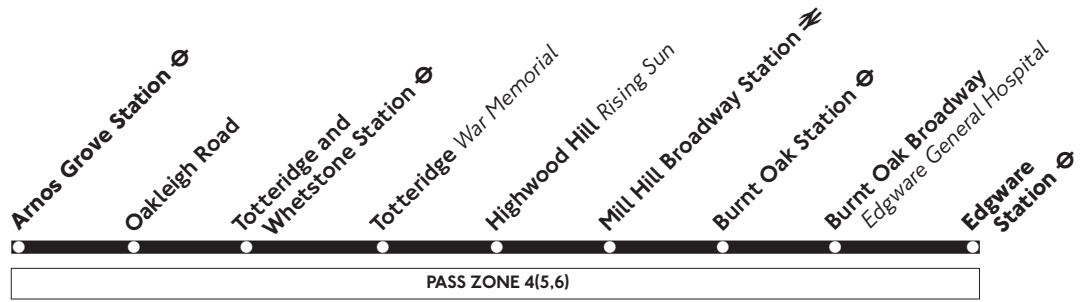 Arnos Grove Station
Oakleigh Road
Totteridge and
Whetstone Station
Totteridge War Memorial
Highwood Hill Rising Sun
Mill Hill Broadway Station
Burnt Oak Station
Burnt Oak Broadway
Edgware General Hospital
Edgware
Station
PASS ZONE 4(5,6)